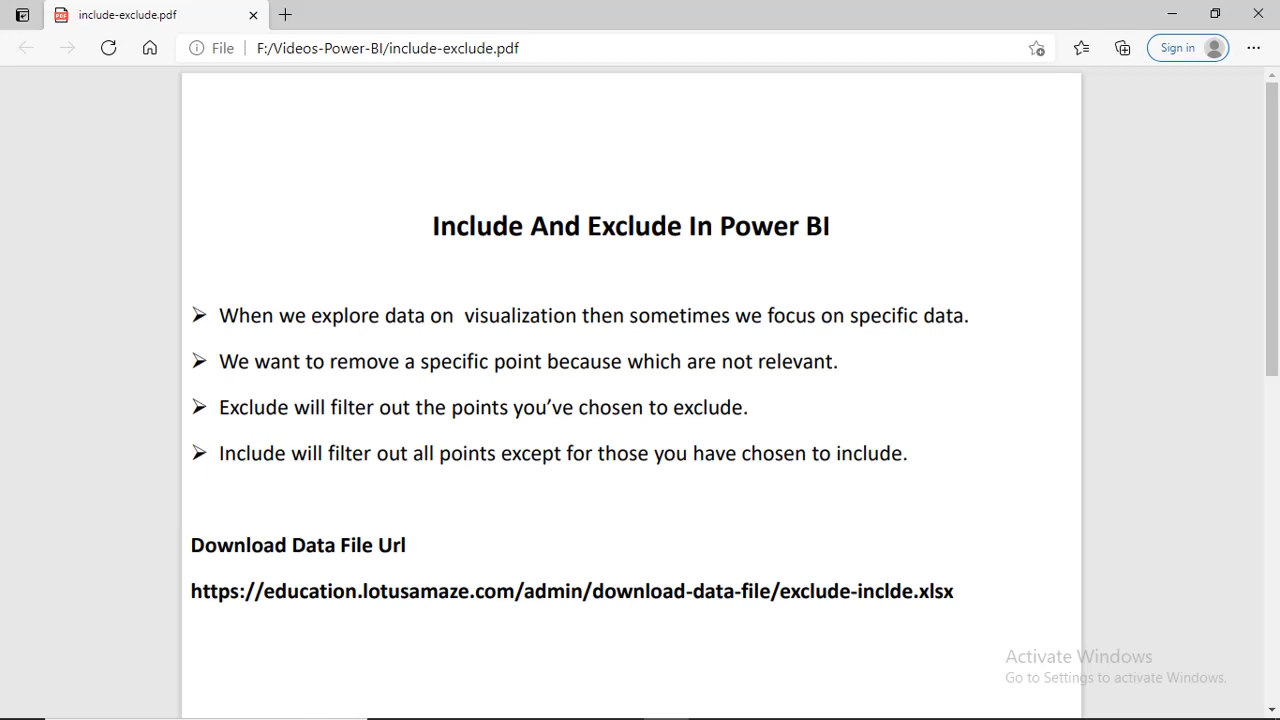 include-exclude.pdf
File
F:/Videos-Power-BI/include-exclude.pdf
Sign in
Include And Exclude In Power BI
➢ When we explore data on  visualization then sometimes we focus on specific data.
➢ We want to remove a specific point because which are not relevant.
➢ Exclude will filter out the points you’ve chosen to exclude.
➢ Include will filter out all points except for those you have chosen to include.
Download Data File Url
https://education.lotusamaze.com/admin/download-data-file/exclude-inclde.xlsx
Activate Windows
Go to Settings to activate Windows.